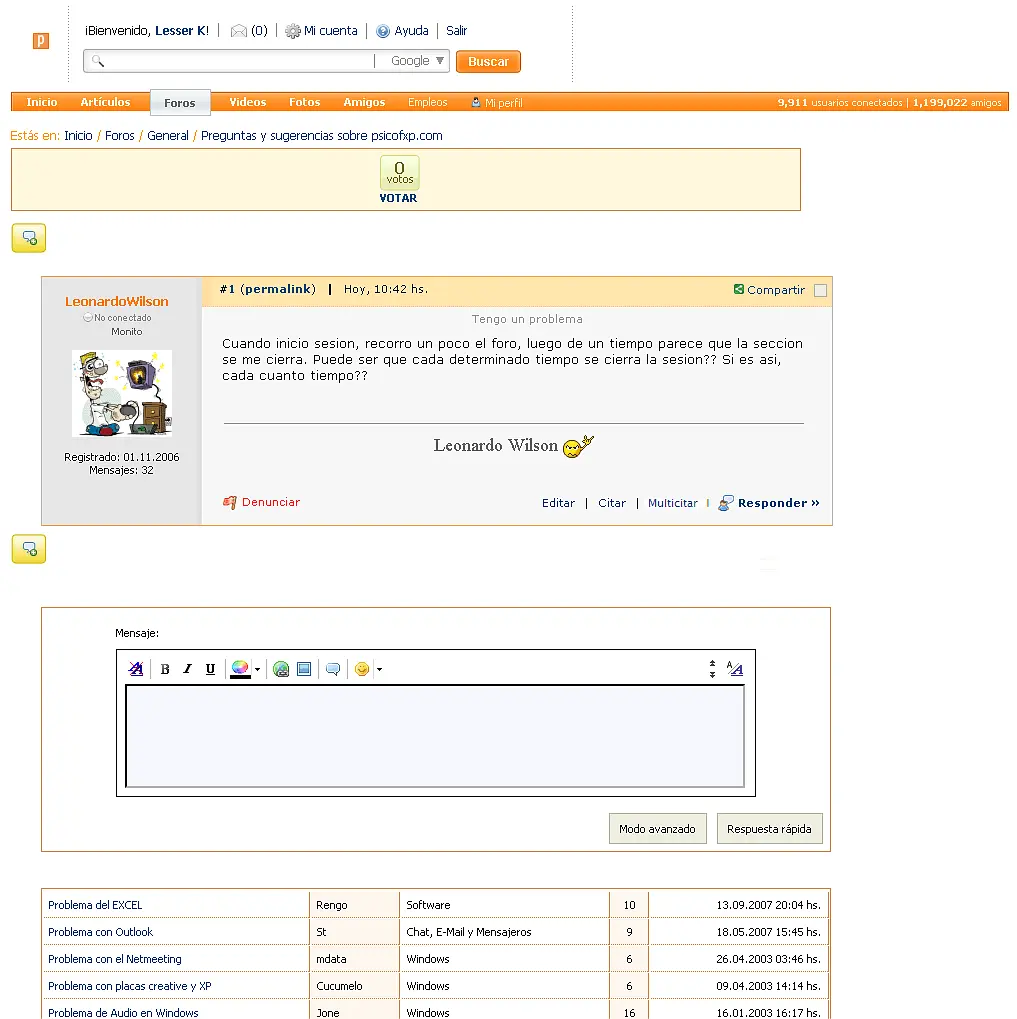 p
¡Bienvenido, Lesser K! | (0) | Mi cuenta | Ayuda | Salir
Google ▼ Buscar
Inicio Artículos Foros Videos Fotos Amigos Empleos Mi perfil 9,911 usuarios conectados | 1,199,022 amigos
Estás en: Inicio / Foros / General / Preguntas y sugerencias sobre psicofxp.com
0
votos
VOTAR
#1 (permalink) | Hoy, 10:42 hs. Compartir
LeonardoWilson
No conectado
Monito
Registrado: 01.11.2006
Mensajes: 32
Tengo un problema
Cuando inicio sesion, recorro un poco el foro, luego de un tiempo parece que la seccion
se me cierra. Puede ser que cada determinado tiempo se cierra la sesion?? Si es asi,
cada cuanto tiempo??
Leonardo Wilson
Denunciar Editar | Citar | Multicitar | Responder »
Mensaje:
A B I U A A
Modo avanzado Respuesta rápida
Problema del EXCEL Rengo Software 10 13.09.2007 20:04 hs.
Problema con Outlook St Chat, E-Mail y Mensajeros 9 18.05.2007 15:45 hs.
Problema con el Netmeeting mdata Windows 6 26.04.2003 03:46 hs.
Problema con placas creative y XP Cucumelo Windows 6 09.04.2003 14:14 hs.
Problema de Audio en Windows Jone Windows 16 16.01.2003 16:17 hs.